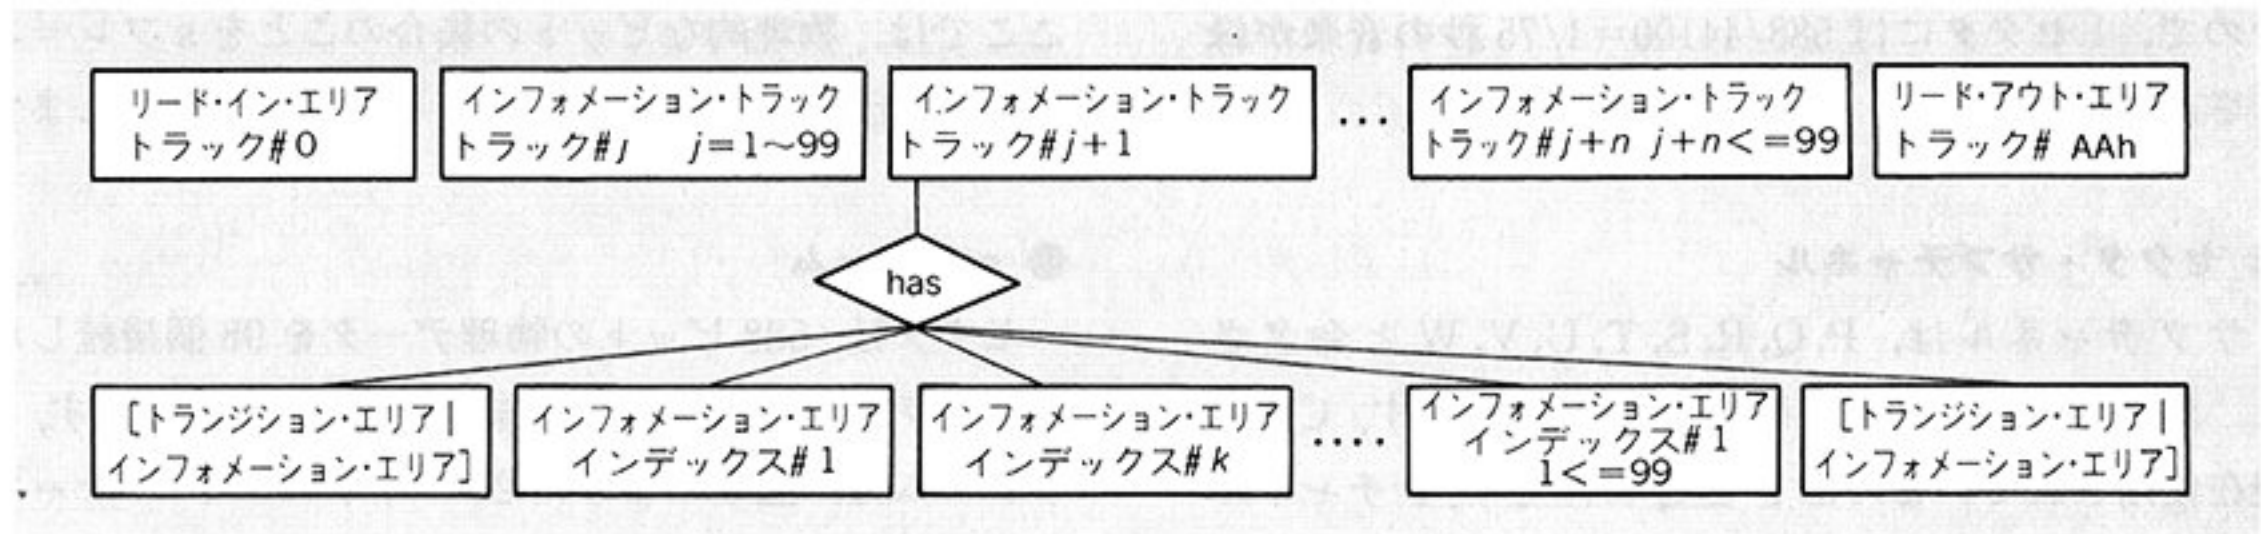 リード・イン・エリア
トラック#0
インフォメーション・トラック
トラック#j j=1~99
インフォメーション・トラック
トラック#j+1
...
インフォメーション・トラック
トラック#j+n j+n<=99
リード・アウト・エリア
トラック# AAh
has
[トランジション・エリア|
インフォメーション・エリア]
インフォメーション・エリア
インデックス#1
インフォメーション・エリア
インデックス#k
....
インフォメーション・エリア
インデックス#1
1<=99
[トランジション・エリア|
インフォメーション・エリア]